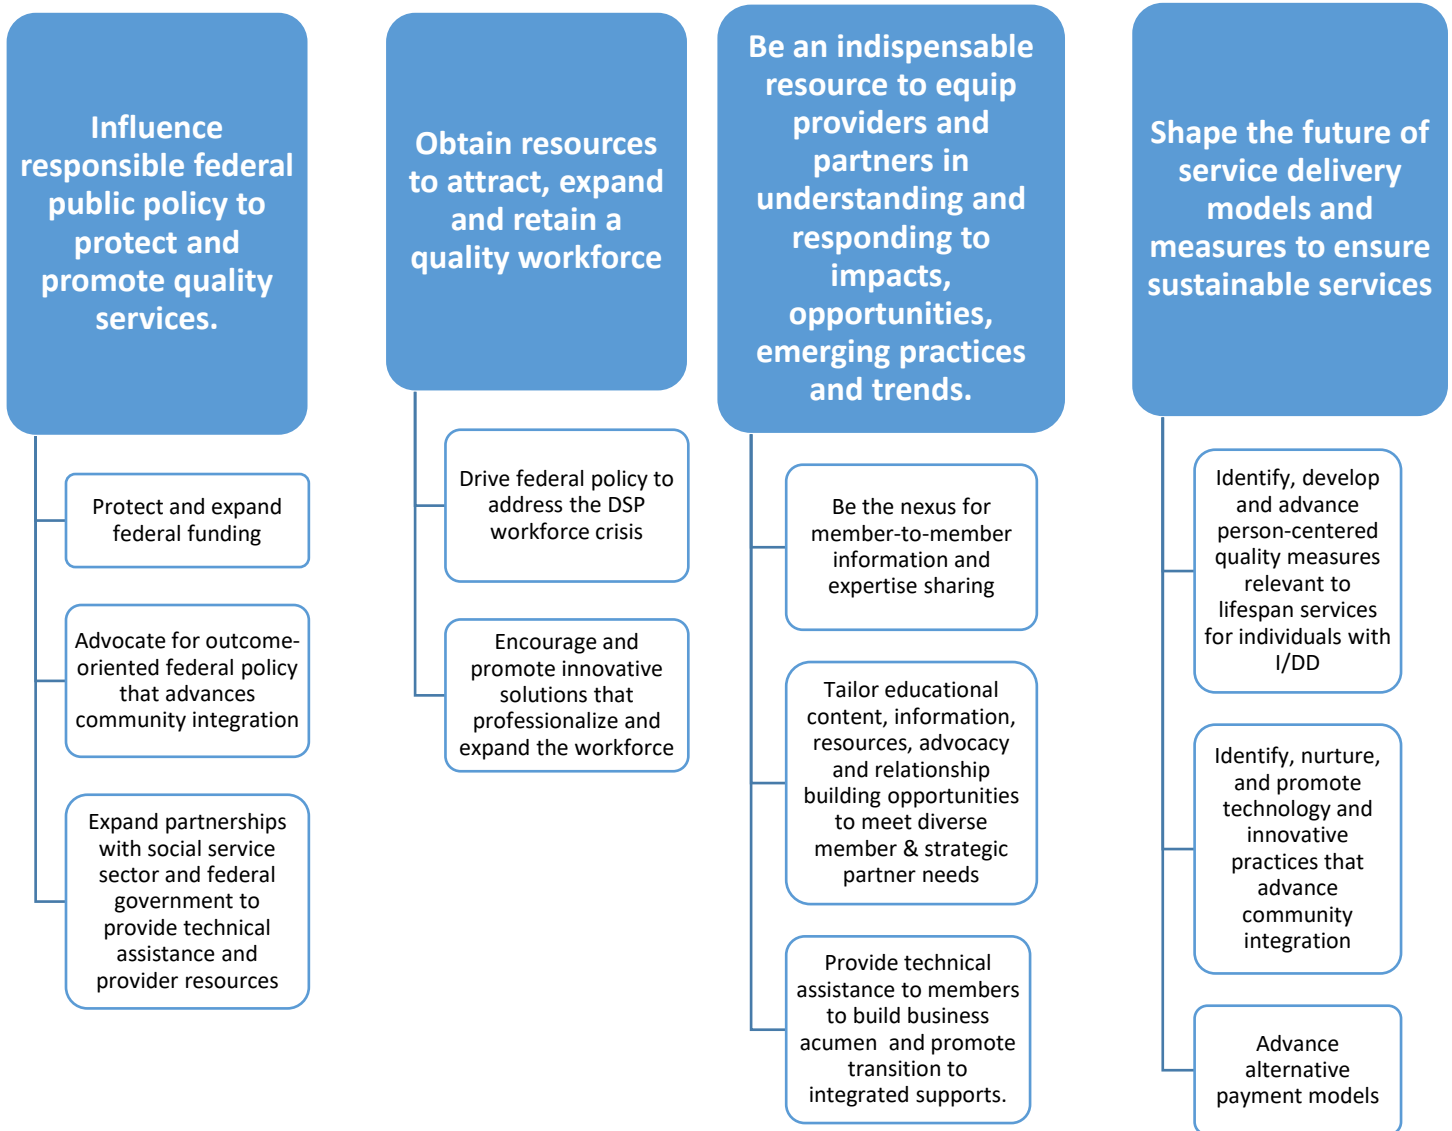 Influence
responsible federal
public policy to
protect and
promote quality
services.
Protect and expand
federal funding
Advocate for outcome-
oriented federal policy
that advances
community integration
Expand partnerships
with social service
sector and federal
government to
provide technical
assistance and
provider resources
Obtain resources
to attract, expand
and retain a
quality workforce
Drive federal policy to
address the DSP
workforce crisis
Encourage and
promote innovative
solutions that
professionalize and
expand the workforce
Be an indispensable
resource to equip
providers and
partners in
understanding and
responding to
impacts,
opportunities,
emerging practices
and trends.
Be the nexus for
member-to-member
information and
expertise sharing
Tailor educational
content, information,
resources, advocacy
and relationship
building opportunities
to meet diverse
member & strategic
partner needs
Provide technical
assistance to members
to build business
acumen and promote
transition to
integrated supports.
Shape the future of
service delivery
models and
measures to ensure
sustainable services
Identify, develop
and advance
person-centered
quality measures
relevant to
lifespan services
for individuals with
I/DD
Identify, nurture,
and promote
technology and
innovative
practices that
advance
community
integration
Advance
alternative
payment models